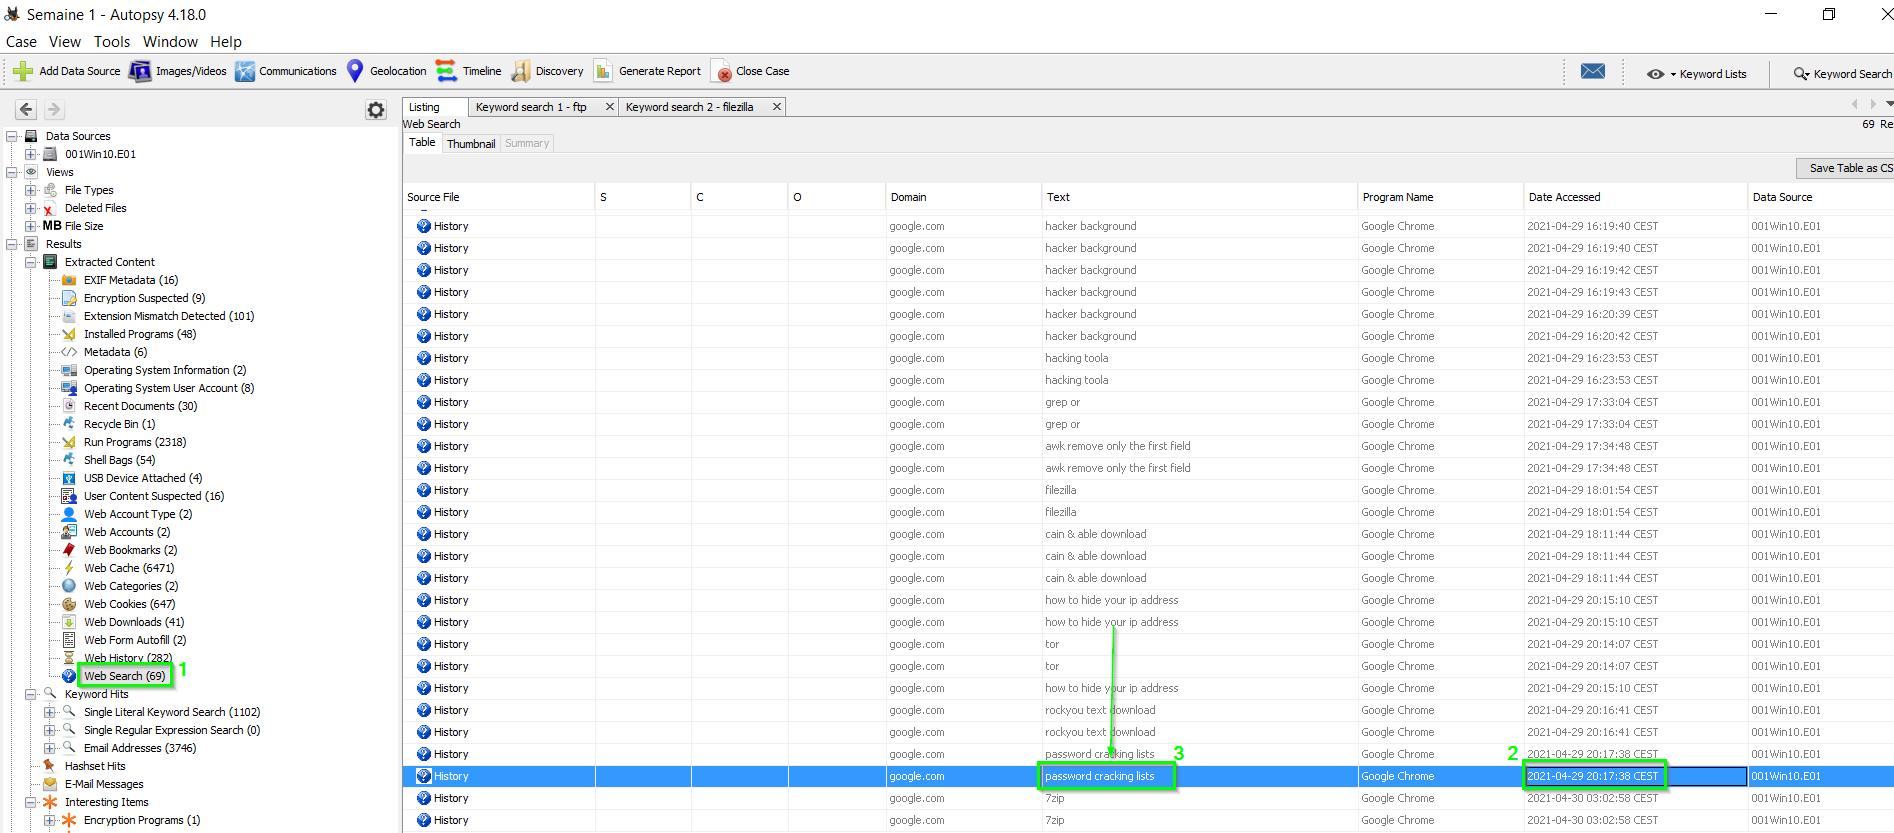 Semaine 1 - Autopsy 4.18.0
Case View Tools Window Help
Add Data Source Images/Videos Communications Geolocation Timeline Discovery Generate Report Close Case Keyword Lists Keyword Search
Listing Keyword search 1 - ftp Keyword search 2 - filezilla
Web Search
69 Re
Table Thumbnail Summary
Save Table as CS
Data Sources
001Win10.E01
Views
File Types
Deleted Files
MB File Size
Results
Extracted Content
EXIF Metadata (16)
Encryption Suspected (9)
Extension Mismatch Detected (101)
Installed Programs (48)
Metadata (6)
Operating System Information (2)
Operating System User Account (8)
Recent Documents (30)
Recycle Bin (1)
Run Programs (2318)
Shell Bags (54)
USB Device Attached (4)
User Content Suspected (16)
Web Account Type (2)
Web Accounts (2)
Web Bookmarks (2)
Web Cache (6471)
Web Categories (2)
Web Cookies (647)
Web Downloads (41)
Web Form Autofill (2)
Web History (282)
Web Search (69) 1
Keyword Hits
Single Literal Keyword Search (1102)
Single Regular Expression Search (0)
Email Addresses (3746)
Hashset Hits
E-Mail Messages
Interesting Items
Encryption Programs (1)
Source File S C O Domain Text Program Name Date Accessed Data Source
History google.com hacker background Google Chrome 2021-04-29 16:19:40 CEST 001Win10.E01
History google.com hacker background Google Chrome 2021-04-29 16:19:40 CEST 001Win10.E01
History google.com hacker background Google Chrome 2021-04-29 16:19:42 CEST 001Win10.E01
History google.com hacker background Google Chrome 2021-04-29 16:19:43 CEST 001Win10.E01
History google.com hacker background Google Chrome 2021-04-29 16:20:39 CEST 001Win10.E01
History google.com hacker background Google Chrome 2021-04-29 16:20:42 CEST 001Win10.E01
History google.com hacking toola Google Chrome 2021-04-29 16:23:53 CEST 001Win10.E01
History google.com hacking toola Google Chrome 2021-04-29 16:23:53 CEST 001Win10.E01
History google.com grep or Google Chrome 2021-04-29 17:33:04 CEST 001Win10.E01
History google.com grep or Google Chrome 2021-04-29 17:33:04 CEST 001Win10.E01
History google.com awk remove only the first field Google Chrome 2021-04-29 17:34:48 CEST 001Win10.E01
History google.com awk remove only the first field Google Chrome 2021-04-29 17:34:48 CEST 001Win10.E01
History google.com filezilla Google Chrome 2021-04-29 18:01:54 CEST 001Win10.E01
History google.com filezilla Google Chrome 2021-04-29 18:01:54 CEST 001Win10.E01
History google.com cain & able download Google Chrome 2021-04-29 18:11:44 CEST 001Win10.E01
History google.com cain & able download Google Chrome 2021-04-29 18:11:44 CEST 001Win10.E01
History google.com cain & able download Google Chrome 2021-04-29 18:11:44 CEST 001Win10.E01
History google.com how to hide your ip address Google Chrome 2021-04-29 20:15:10 CEST 001Win10.E01
History google.com how to hide your ip address Google Chrome 2021-04-29 20:15:10 CEST 001Win10.E01
History google.com tor Google Chrome 2021-04-29 20:14:07 CEST 001Win10.E01
History google.com tor Google Chrome 2021-04-29 20:14:07 CEST 001Win10.E01
History google.com how to hide your ip address Google Chrome 2021-04-29 20:15:10 CEST 001Win10.E01
History google.com rockyou text download Google Chrome 2021-04-29 20:16:41 CEST 001Win10.E01
History google.com rockyou text download Google Chrome 2021-04-29 20:16:41 CEST 001Win10.E01
History google.com password cracking lists 3 Google Chrome 2 2021-04-29 20:17:38 CEST 001Win10.E01
History google.com password cracking lists Google Chrome 2021-04-29 20:17:38 CEST 001Win10.E01
History google.com 7zip Google Chrome 2021-04-30 03:02:58 CEST 001Win10.E01
History google.com 7zip Google Chrome 2021-04-30 03:02:58 CEST 001Win10.E01